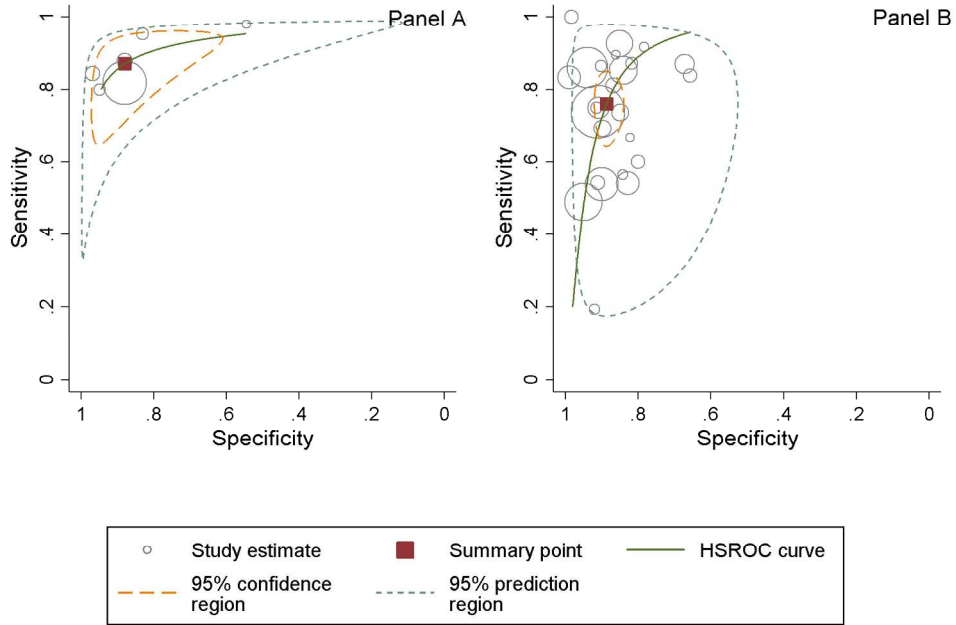 Panel A
Sensitivity
1
.8
.6
.4
.2
0
1 .8 .6 .4 .2 0
Specificity
Panel B
Sensitivity
1
.8
.6
.4
.2
0
1 .8 .6 .4 .2 0
Specificity
Study estimate
Summary point
HSROC curve
95% confidence
region
95% prediction
region